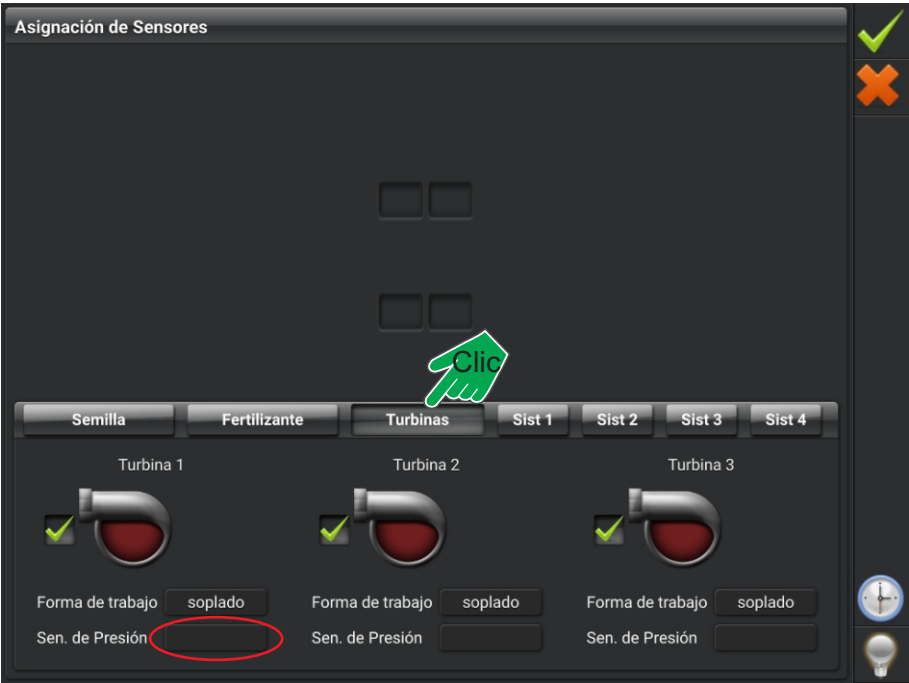 Asignación de Sensores
Clic
Semilla Fertilizante Turbinas Sist 1 Sist 2 Sist 3 Sist 4
Turbina 1 Turbina 2 Turbina 3
Forma de trabajo soplado Forma de trabajo soplado Forma de trabajo soplado
Sen. de Presión Sen. de Presión Sen. de Presión